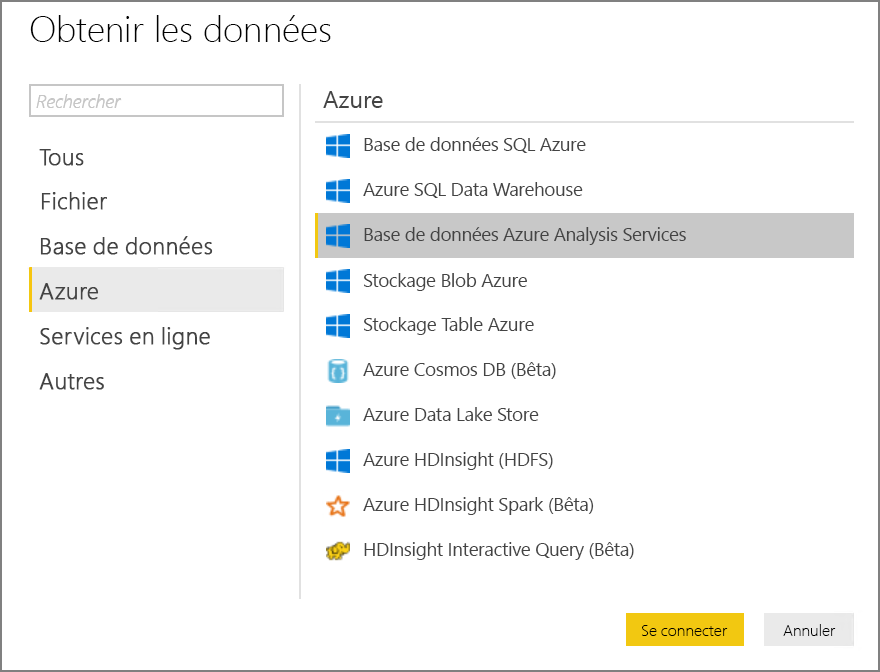 Obtenir les données
Rechercher
Tous
Fichier
Base de données
Azure
Services en ligne
Autres
Azure
Base de données SQL Azure
Azure SQL Data Warehouse
Base de données Azure Analysis Services
Stockage Blob Azure
Stockage Table Azure
Azure Cosmos DB (Bêta)
Azure Data Lake Store
Azure HDInsight (HDFS)
Azure HDInsight Spark (Bêta)
HDInsight Interactive Query (Bêta)
Se connecter
Annuler